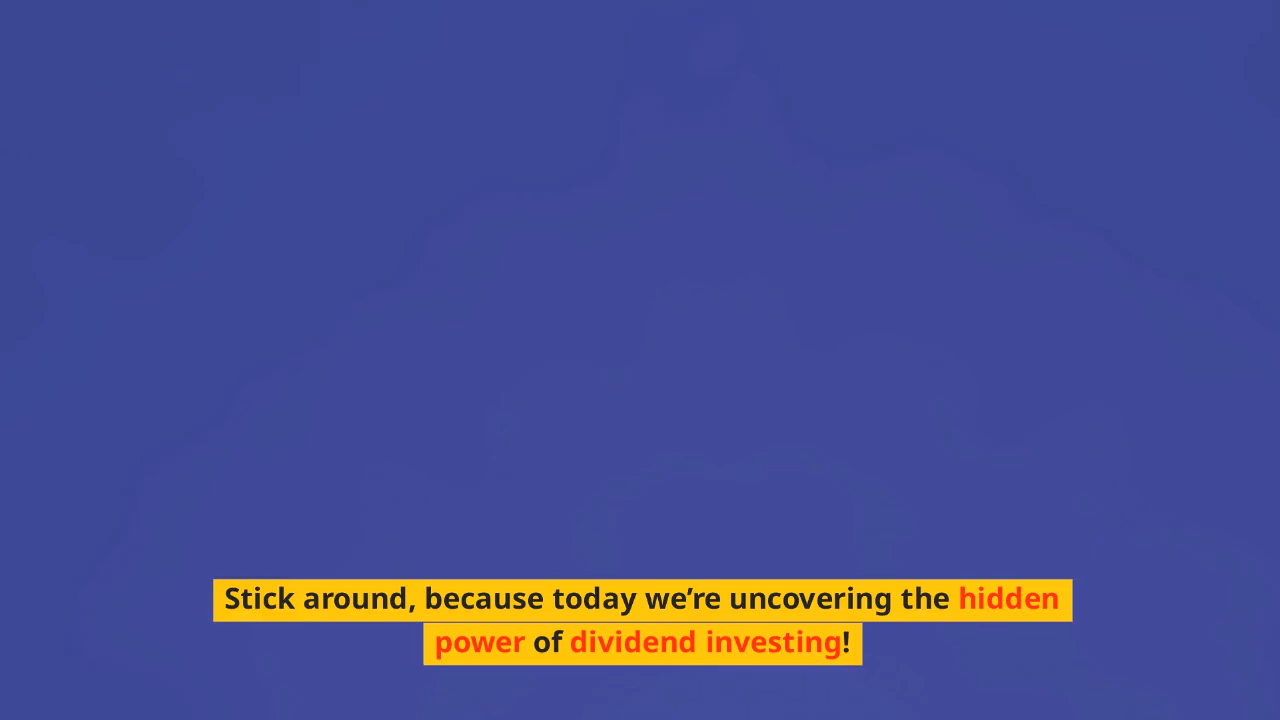 Stick around, because today we’re uncovering the hidden
power of dividend investing!